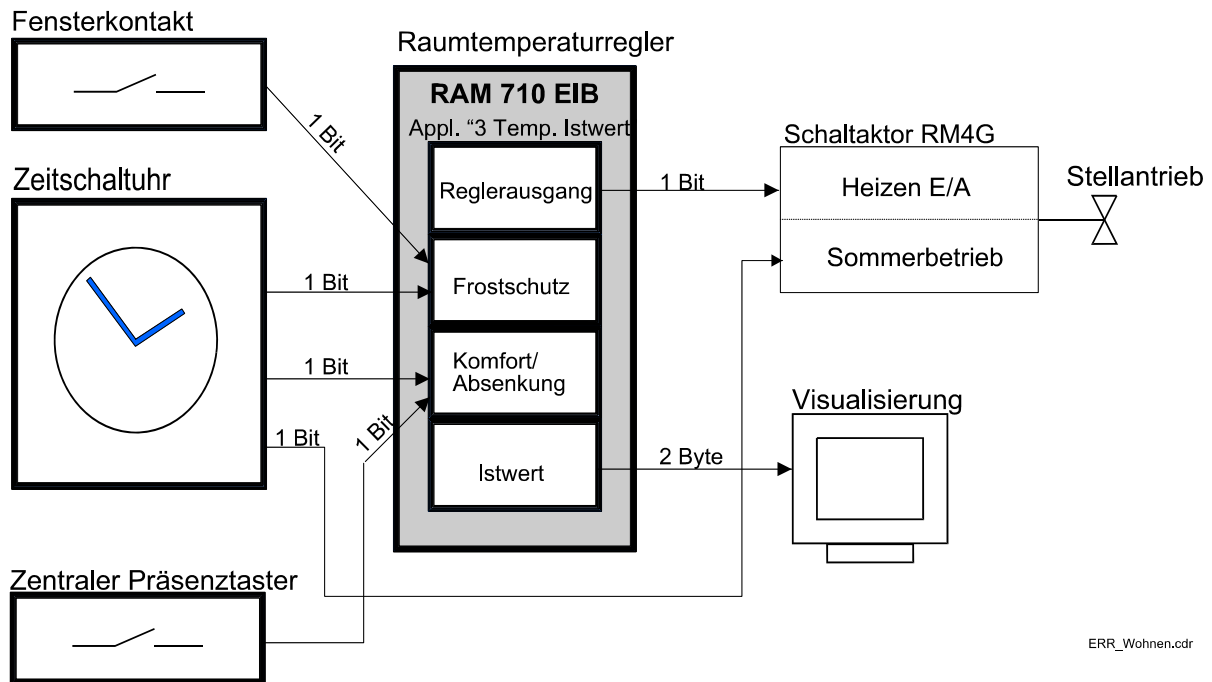 Fensterkontakt
Raumtemperaturregler
RAM 710 EIB
Appl. “3 Temp. Istwert
1 Bit
Schaltaktor RM4G
Zeitschaltuhr
Reglerausgang
1 Bit
Heizen E/A
Stellantrieb
Sommerbetrieb
1 Bit
Frostschutz
1 Bit
Komfort/
Absenkung
Visualisierung
1 Bit
1 Bit
2 Byte
Istwert
Zentraler Präsenztaster
ERR_Wohnen.cdr